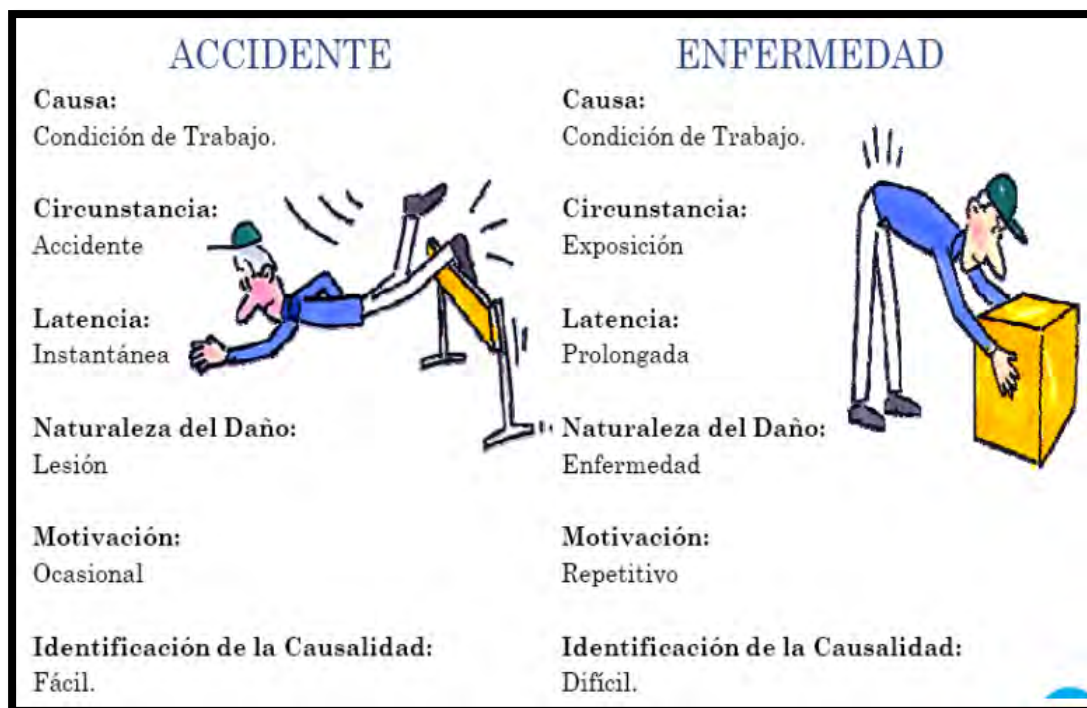 ACCIDENTE
Causa:
Condición de Trabajo.
Circunstancia:
Accidente
Latencia:
Instantánea
Naturaleza del Daño:
Lesión
Motivación:
Ocasional
Identificación de la Causalidad:
Fácil.
ENFERMEDAD
Causa:
Condición de Trabajo.
Circunstancia:
Exposición
Latencia:
Prolongada
Naturaleza del Daño:
Enfermedad
Motivación:
Repetitivo
Identificación de la Causalidad:
Difícil.